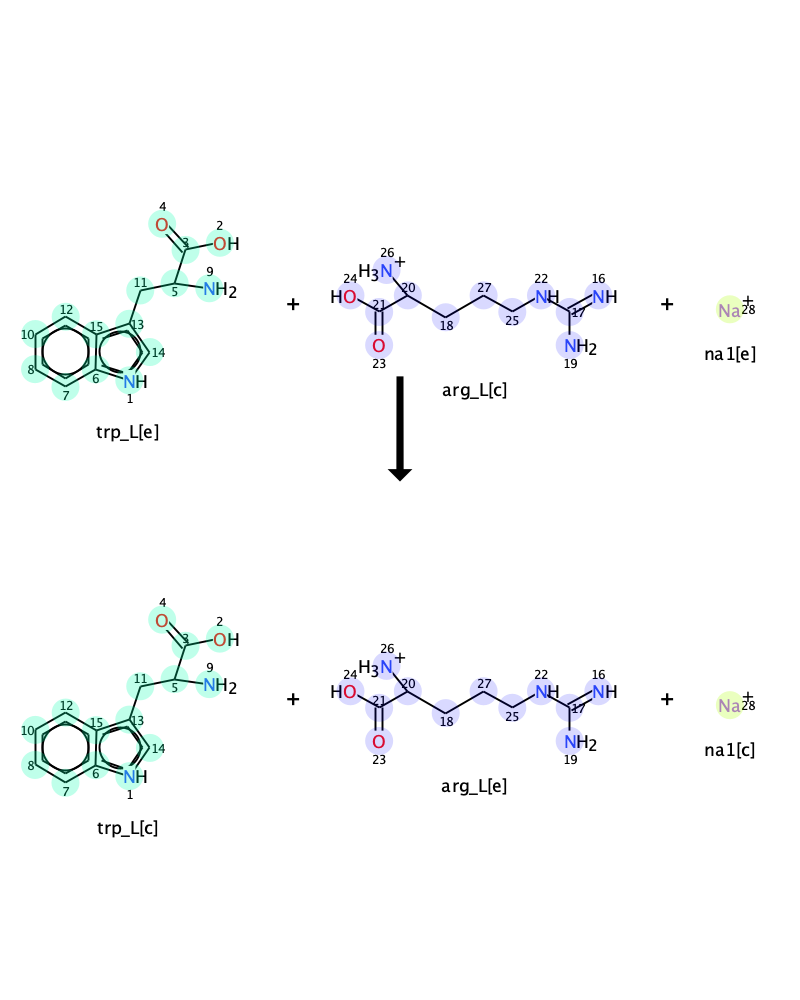 4
3
2
OH
O
11
5
9
NH2
12
10
15
13
14
8
7
6
NH
1
trp_L[e]
+
26
H3N+
24
HO
20
21
O
23
18
27
25
22
NH
17
16
NH
NH2
19
arg_L[c]
+
Na+
28
na1[e]
4
3
2
OH
O
11
5
9
NH2
12
10
15
13
14
8
7
6
NH
1
trp_L[c]
+
26
H3N+
24
HO
20
21
O
23
18
27
25
22
NH
17
16
NH
NH2
19
arg_L[e]
+
Na+
28
na1[c]